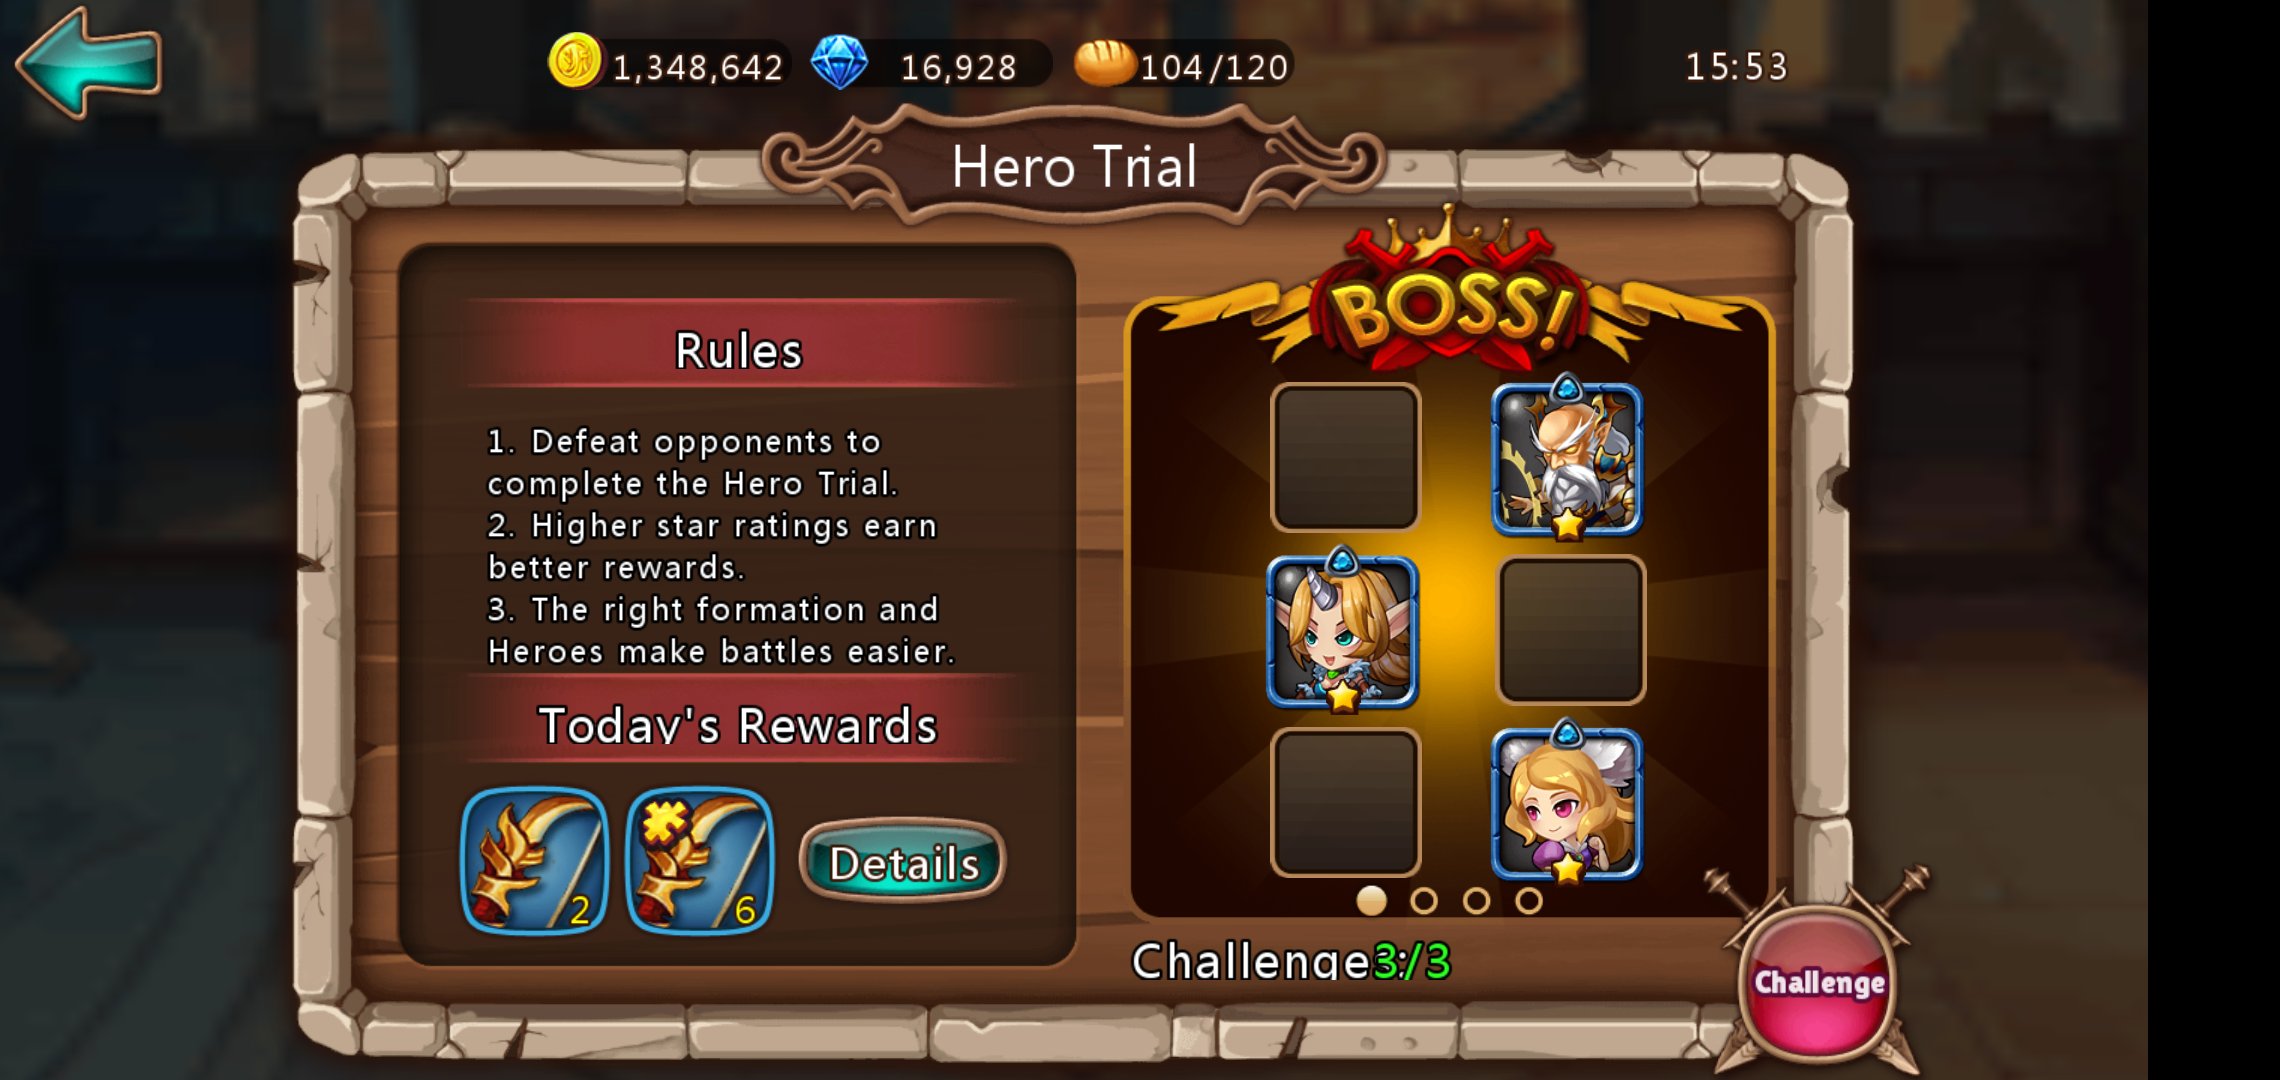 1,348,642
16,928
104/120
15:53
Hero Trial
BOSS!
Rules
1. Defeat opponents to
complete the Hero Trial.
2. Higher star ratings earn
better rewards.
3. The right formation and
Heroes make battles easier.
Today's Rewards
2
6
Details
Challenge:3/3
Challenge